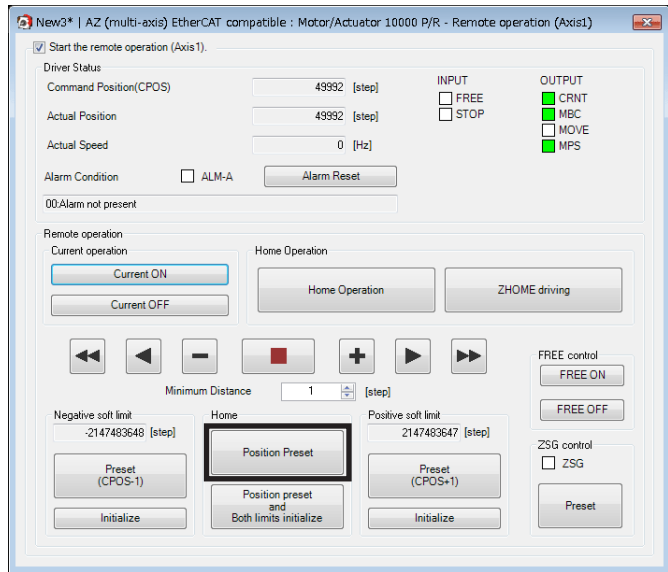 New3* | AZ (multi-axis) EtherCAT compatible : Motor/Actuator 10000 P/R - Remote operation (Axis1)
Start the remote operation (Axis1).
Driver Status
Command Position(CPOS) 49992 [step]
INPUT
OUTPUT
FREE
CRNT
Actual Position 49992 [step]
STOP
MBC
MOVE
Actual Speed 0 [Hz]
MPS
Alarm Condition ALM-A Alarm Reset
00:Alarm not present
Remote operation
Current operation
Home Operation
Current ON
Current OFF
Home Operation
ZHOME driving
Minimum Distance 1 [step]
FREE control
FREE ON
FREE OFF
Negative soft limit
-2147483648 [step]
Preset
(CPOS-1)
Initialize
Home
Position Preset
Position preset
and
Both limits initialize
Positive soft limit
2147483647 [step]
Preset
(CPOS+1)
Initialize
ZSG control
ZSG
Preset